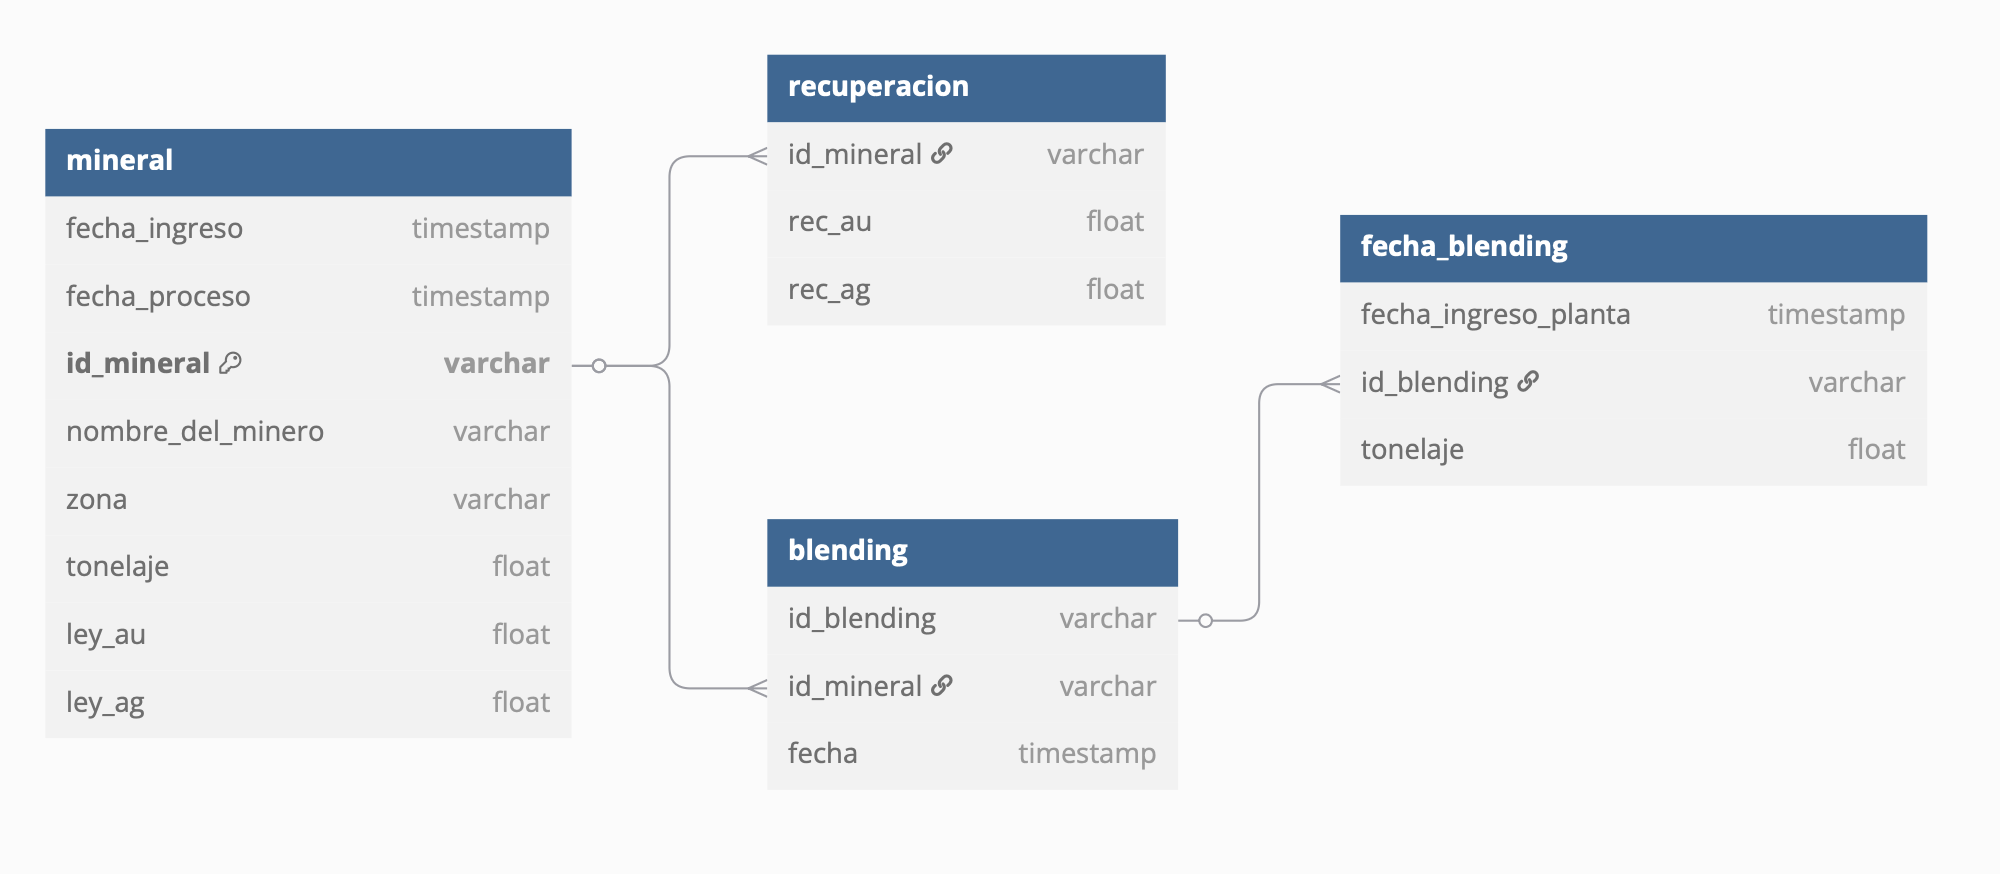 mineral
fecha_ingreso timestamp
fecha_proceso timestamp
id_mineral varchar
nombre_del_minero varchar
zona varchar
tonelaje float
ley_au float
ley_ag float
recuperacion
id_mineral varchar
rec_au float
rec_ag float
blending
id_blending varchar
id_mineral varchar
fecha timestamp
fecha_blending
fecha_ingreso_planta timestamp
id_blending varchar
tonelaje float